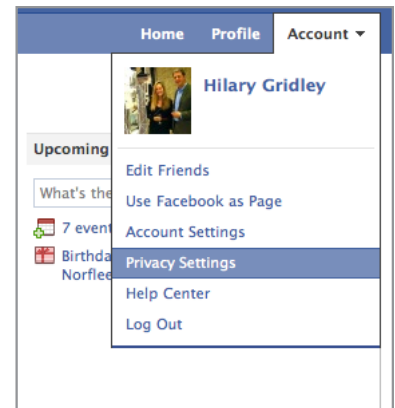 Home Profile Account
Hilary Gridley
Upcoming
What's the
7 event
Birthda
Norflee
Edit Friends
Use Facebook as Page
Account Settings
Privacy Settings
Help Center
Log Out